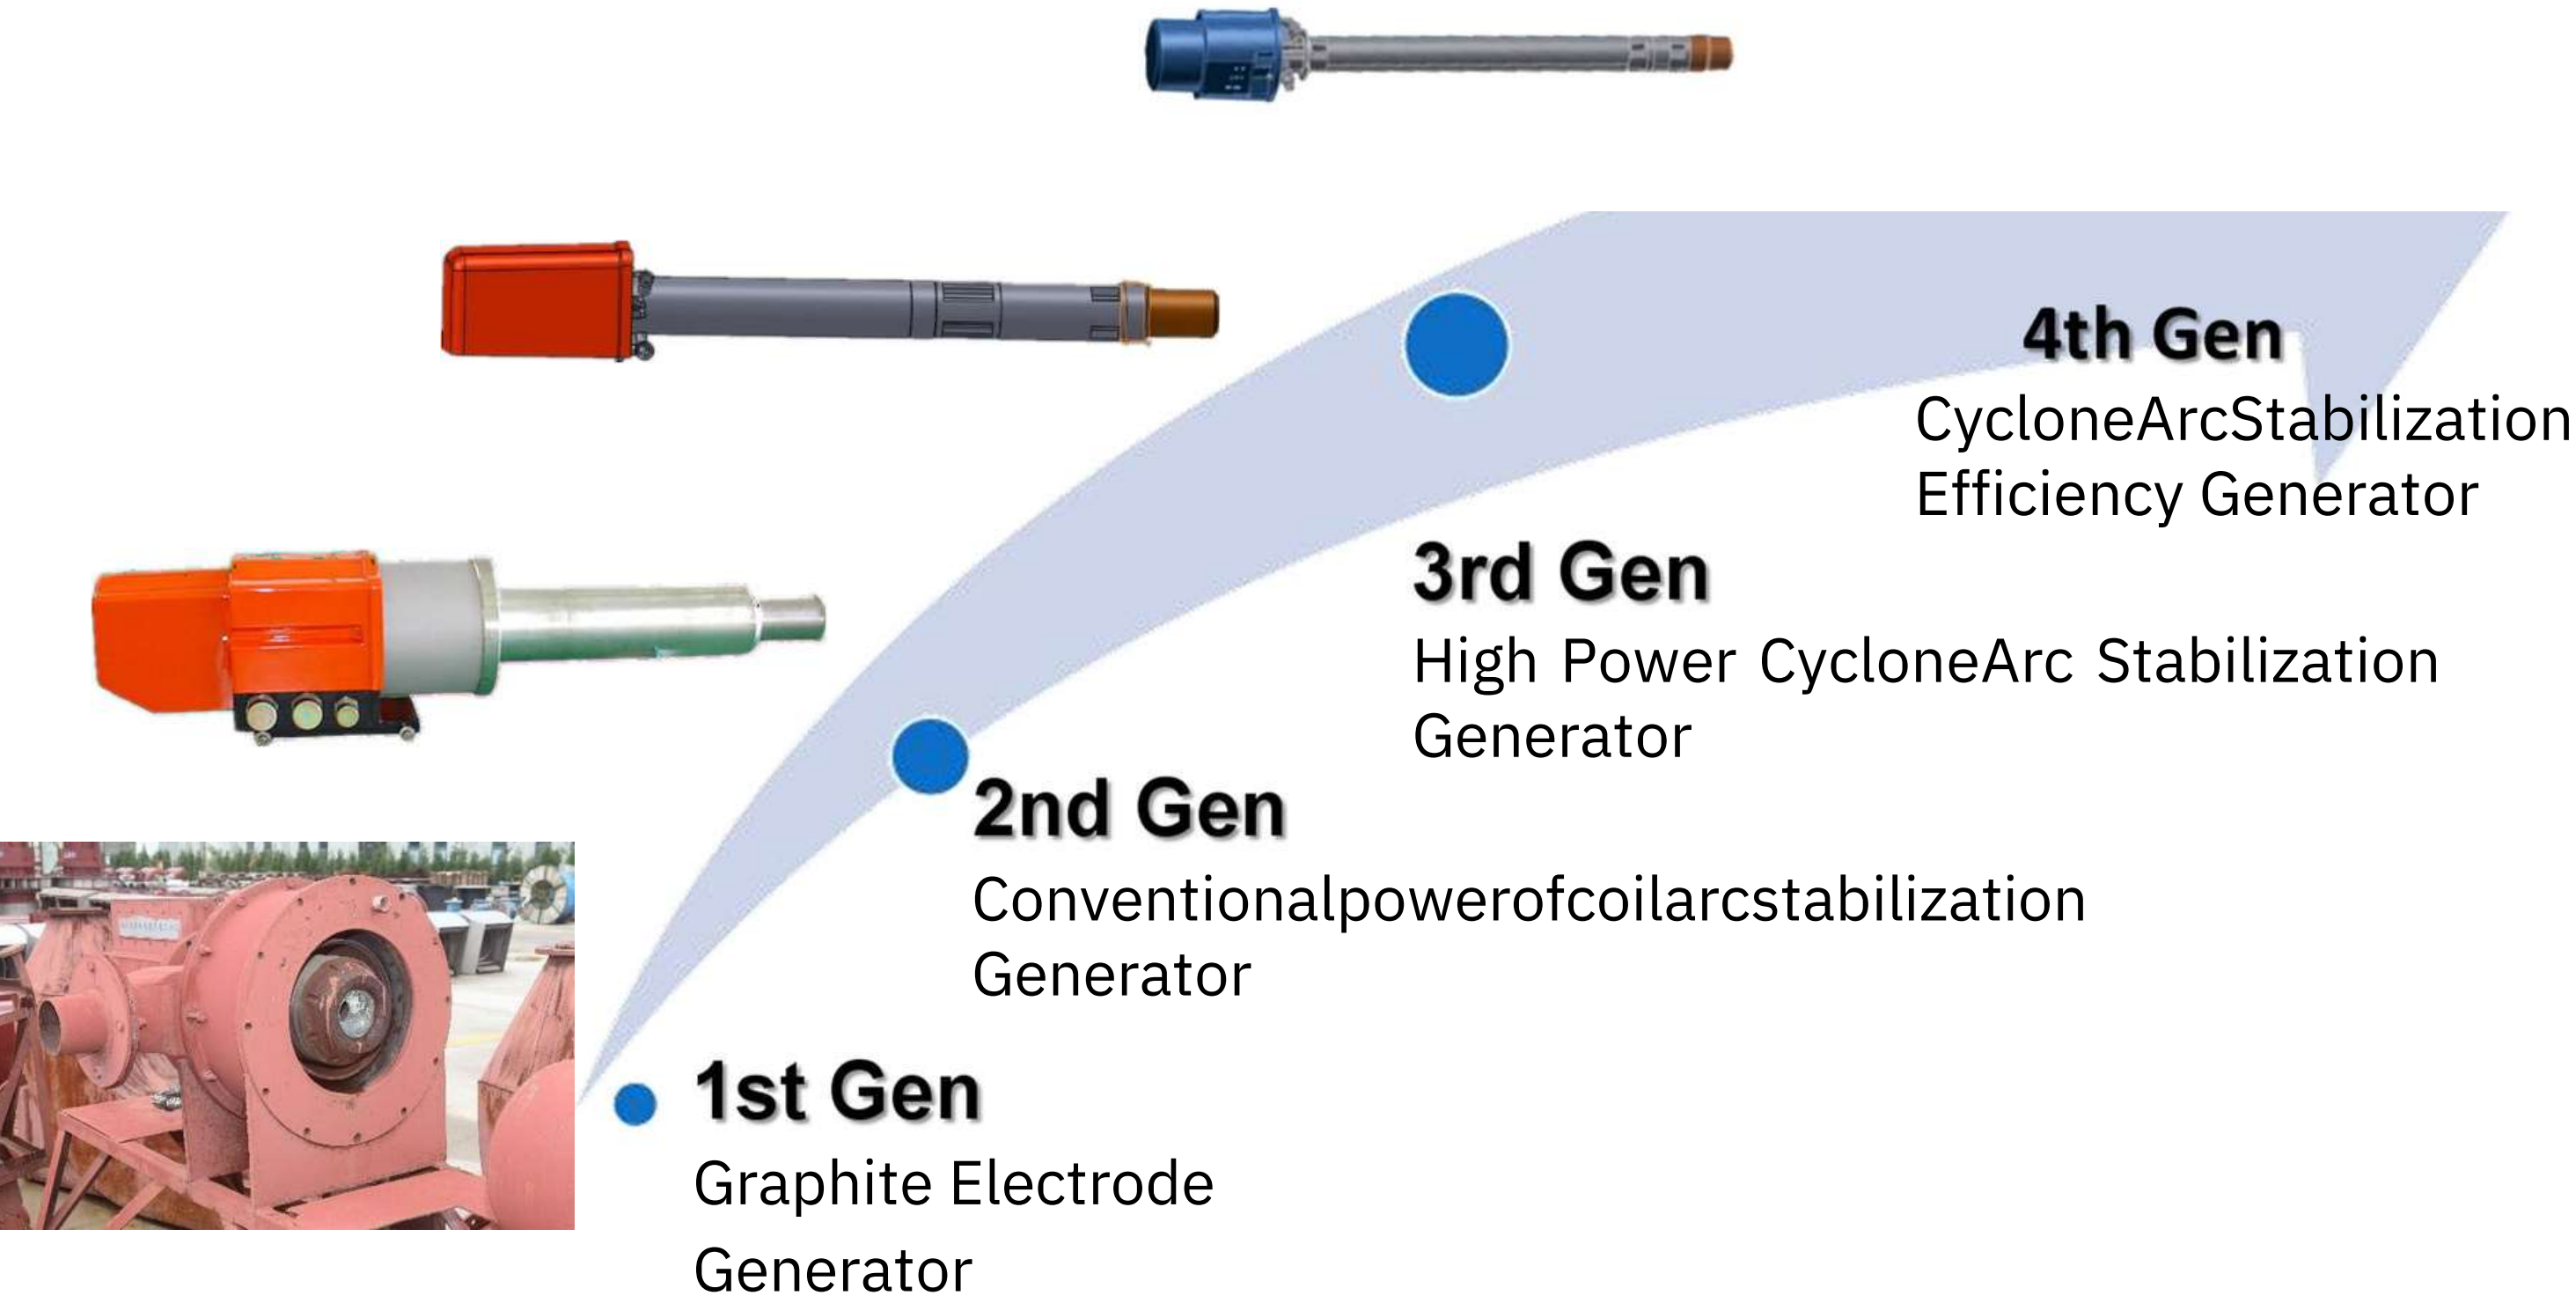 4th Gen
CycloneArcStabilization
Efficiency Generator
3rd Gen
High Power CycloneArc Stabilization
Generator
2nd Gen
Conventionalpowerofcoilarcstabilization
Generator
1st Gen
Graphite Electrode
Generator